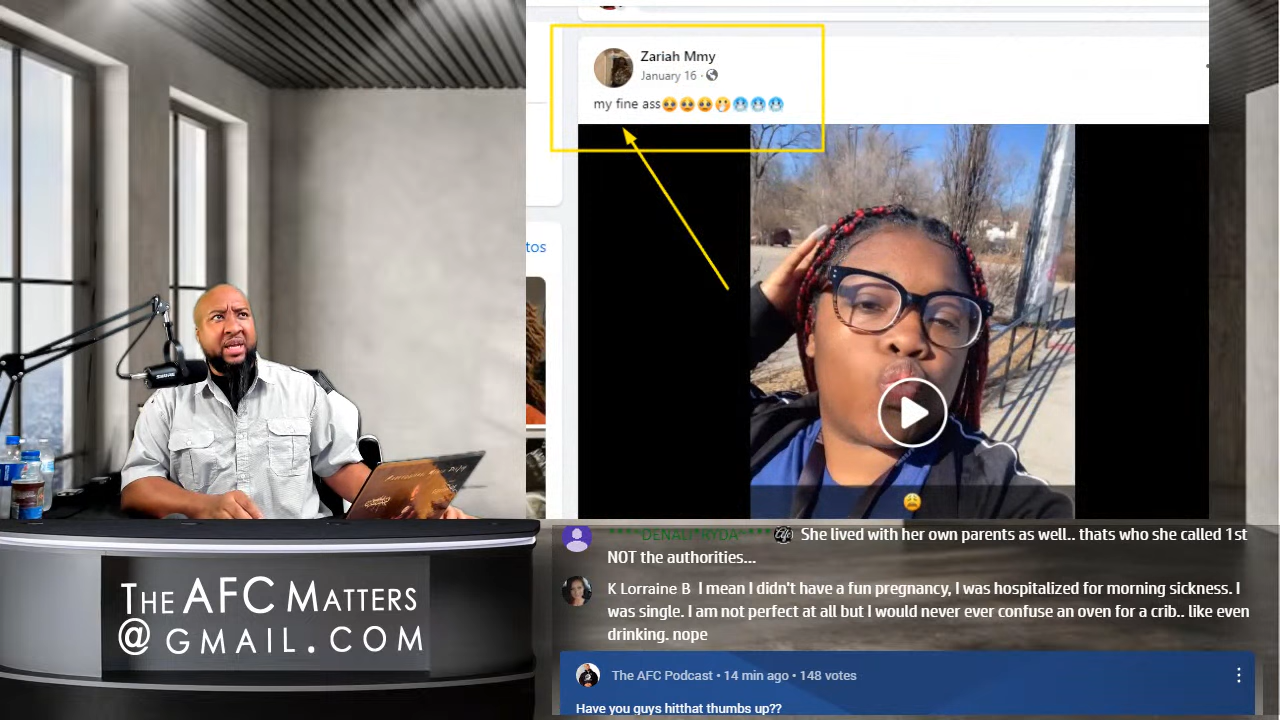 Zariah Mmy
January 16 ·
my fine ass🥺🥺🥺🤭🥶🥶🥶
tos
SHURE
THE AFC MATTERS
@GMAIL.COM
She lived with her own parents as well.. thats who she called 1st
NOT the authorities...
K Lorraine B I mean I didn't have a fun pregnancy, I was hospitalized for morning sickness. I
was single. I am not perfect at all but I would never ever confuse an oven for a crib.. like even
drinking. nope
The AFC Podcast • 14 min ago • 148 votes
Have you guys hitthat thumbs up??